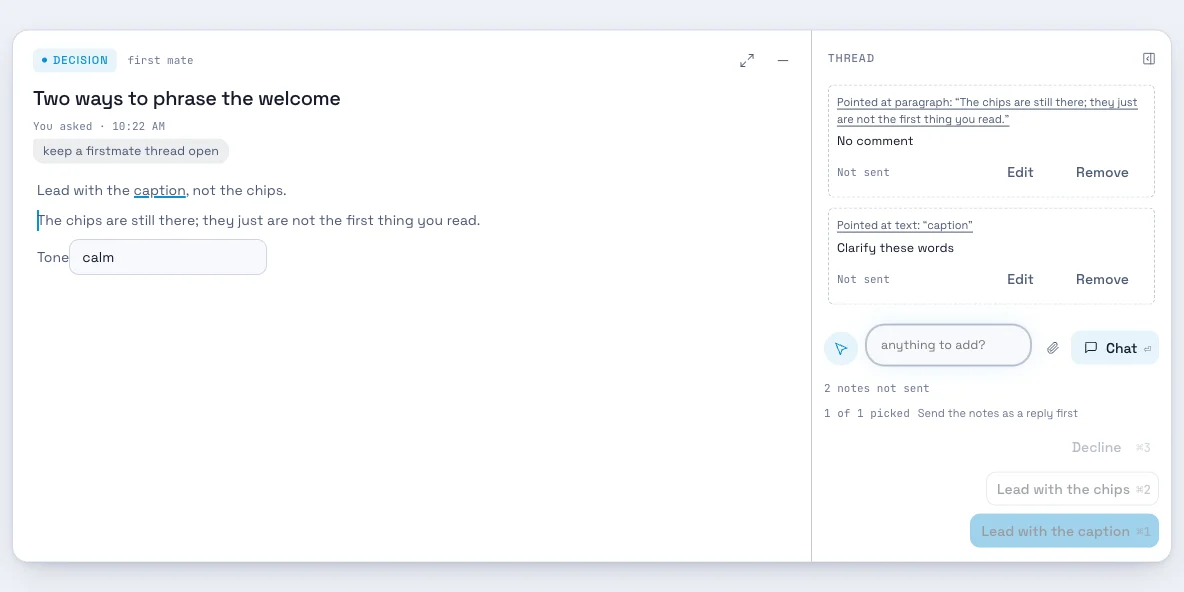 DECISION first mate
Two ways to phrase the welcome
You asked · 10:22 AM
keep a firstmate thread open
Lead with the caption, not the chips.
The chips are still there; they just are not the first thing you read.
Tone calm
THREAD
Pointed at paragraph: “The chips are still there; they just
are not the first thing you read.”
No comment
Not sent Edit Remove
Pointed at text: “caption”
Clarify these words
Not sent Edit Remove
anything to add? Chat ⏎
2 notes not sent
1 of 1 picked Send the notes as a reply first
Decline ⌘3
Lead with the chips ⌘2
Lead with the caption ⌘1